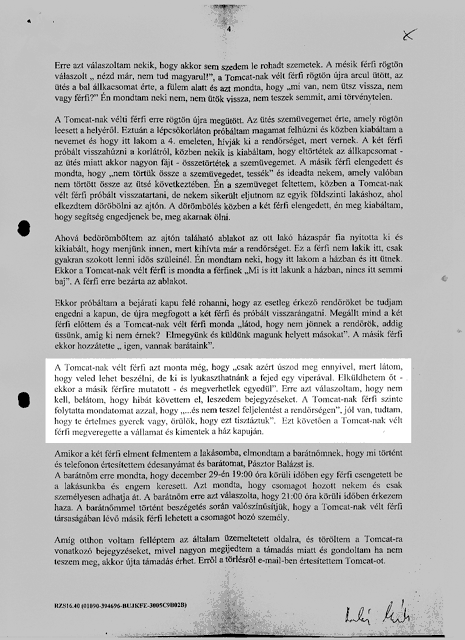 4
Erre azt válaszoltam nekik, hogy akkor sem szedem le rohadt szemetek. A másik férfi rögtön
válaszolt „ nézd már, nem tud magyarul!”, a Tomcat-nak vélt férfi rögtön újra arcul ütött, az
ütés a bal állkacsomat érte, a fülem alatt és azt mondta, hogy „mi van, nem ütsz vissza, nem
vagy férfi?” Én mondtam neki nem, nem ütök vissza, nem teszek semmit, ami törvénytelen.
A Tomcat-nak vélt férfi erre rögtön újra megütött. Az ütés szemüvegemet érte, amely rögtön
leesett a helyéről. Ezután a lépcsőkorláton próbáltam magamat felhúzni és közben kiabáltam a
nevemet és hogy itt lakom a 4. emeleten, hívják ki a rendőrséget, mert vernek. A két férfi
próbált visszahúzni a korlátról, közben nekik is kiabáltam, hogy eltörték az állkapcsomat -
az ütés miatt akkor nagyon fájt - összetörték a szemüvegemet. A másik férfi elengedett és
mondta, hogy „nem törtük össze a szemüvegedet, tessék” és ideadta nekem, amely valóban
nem történt össze az ütsé következtében. Én a szemüveget feltettem, közben a Tomcat-nak
vélt férfi próbált visszatartani, de nekem sikerült eljutnom az egyik földszinti lakáshoz, ahol
elkezdtem dörömbölni az ajtón. A dörömbölés közben a két férfi elengedett, én meg kiabáltam,
hogy segítség engedjenek be, meg akarnak ölni.
Ahová bedörömböltem az ajtón található ablakot az ott lakó házaspár fia nyitotta ki és
kikiabált, hogy menjünk innen, mert kihívta már a rendőrséget. Ez a férfi nem lakik itt, csak
gyakran szokott lenni idős szüleinél. Én mondtam neki, hogy itt lakom a házban és itt ütnek.
Ekkor a Tomcat-nak vélt férfi is mondta a férfinek „Mi is itt lakunk a házban, nincs itt semmi
baj”. A férfi erre bezárta az ablakot.
Ekkor próbáltam a bejárati kapu felé rohanni, hogy az esetleg érkező rendőröket be tudjam
engedni a kapun, de újra megfogott a két férfi és próbált visszarángatni. Megállt mind a két
férfi előttem és a Tomcat-nak vélt férfi mondta „látod, hogy nem jönnek a rendőrök, addig
üssünk, amíg ki nem érnek? Elmegyünk és küldünk magunk helyett másokat”. A másik férfi
ekkor hozzátette „ igen, vannak barátaink”.
A Tomcat-nak vélt férfi azt monta még, hogy „csak azért úszod meg ennyivel, mert látom,
hogy veled lehet beszélni, de ki is lyukaszthatnánk a fejed egy viperával. Elküldhetem őt -
ekkor a másik férfire mutatott - és megverhetlek egyedül”. Erre azt válaszoltam, hogy nem
kell, belátom, hogy hibát követtem el, leszedem bejegyzéseket. A Tomcat-nak férfi szinte
folytatta mondatomat azzal, hogy „...és nem teszel feljelentést a rendőrségen”, jól van, tudtam,
hogy te értelmes gyerek vagy, örülök, hogy ezt tisztáztuk”. Ezt követően a Tomcat-nak vélt
férfi megveregette a vállamat és kimentek a ház kapuján.
Amikor a két férfi elment felmentem a lakásomba, elmondtam a barátnőmnek, hogy mi történt
és telefonon értesítettem édesanyámat és barátomat, Pásztor Balázst is.
A barátnőm erre mondta, hogy december 29-én 19:00 óra körüli időben egy férfi csengetett be
a lakásunkba és engem keresett. Azt mondta, hogy csomagot hozott nekem és csak
személyesen adhatja át. A barátnőm erre azt válaszolta, hogy 21:00 óra körüli időben érkezem
haza. A barátnőmmel történt beszélgetés során valószínűsítjük, hogy a Tomcat-nak vélt férfi
társaságában lévő másik férfi lehetett a csomagot hozó személy.
Amíg otthon voltam felléptem az általam üzemeltetett oldalra, és töröltem a Tomcat-ra
vonatkozó bejegyzéseket, mivel nagyon megijedtem a támadás miatt és gondoltam ha nem
teszem meg, akkor újta támadás érhet. Erről a törlésről e-mail-ben értesítettem Tomcat-ot.
RZS16.40 (01090-394696-BUJKFE-3005C9B02B)